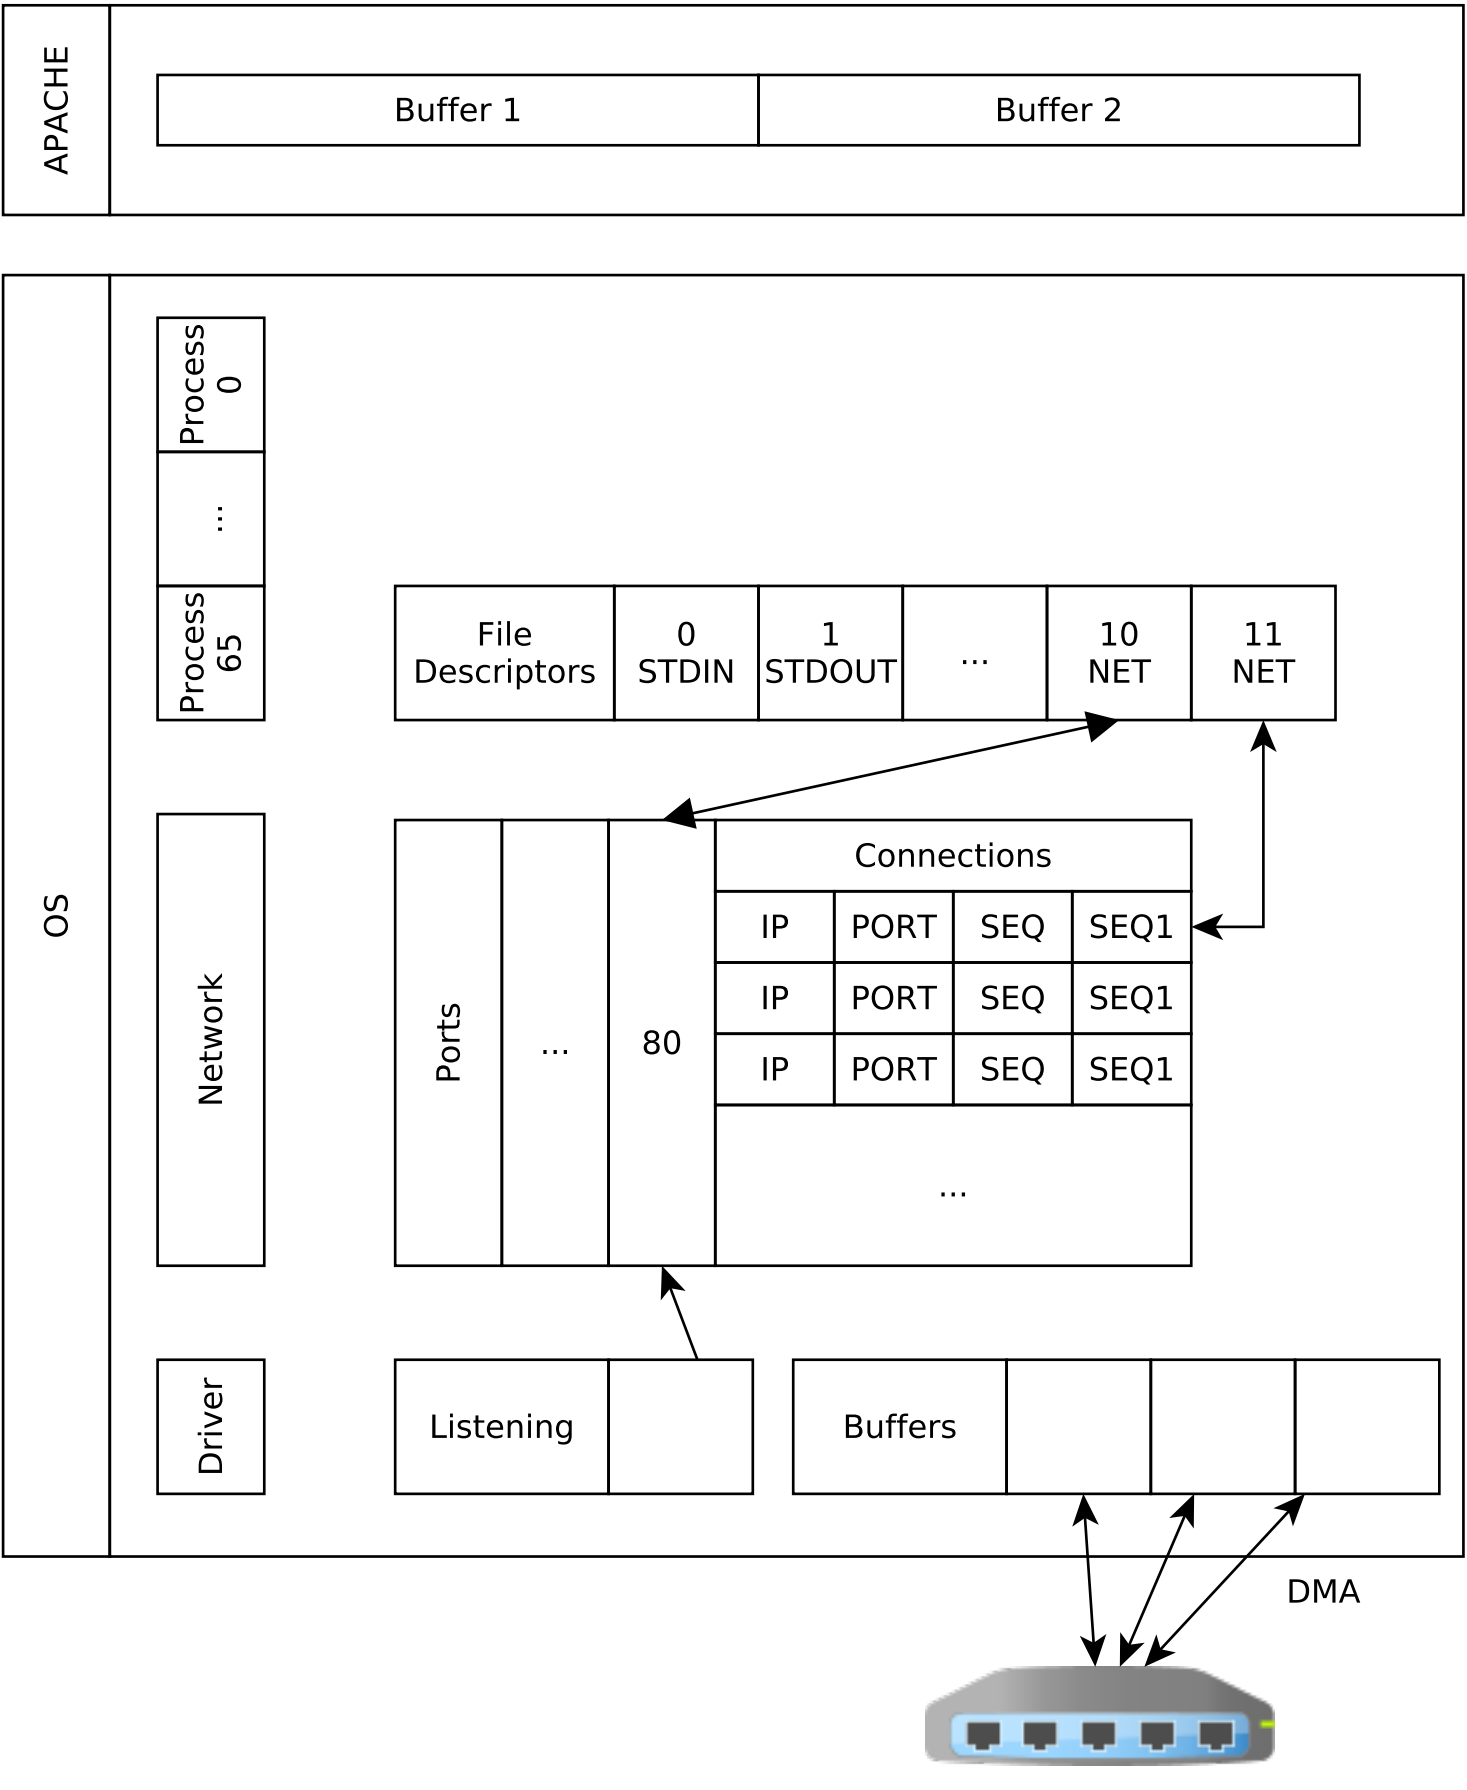 APACHE
Buffer 1
Buffer 2
OS
Process
0
...
Process
65
File
Descriptors
0
STDIN
1
STDOUT
...
10
NET
11
NET
Network
Ports
...
80
Connections
IP PORT SEQ SEQ1
IP PORT SEQ SEQ1
IP PORT SEQ SEQ1
...
Driver
Listening
Buffers
DMA